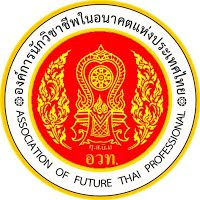 องค์การนักวิชาชีพในอนาคตแห่งประเทศไทย
อวท.
ASSOCIATION OF FUTURE THAI PROFESSIONAL